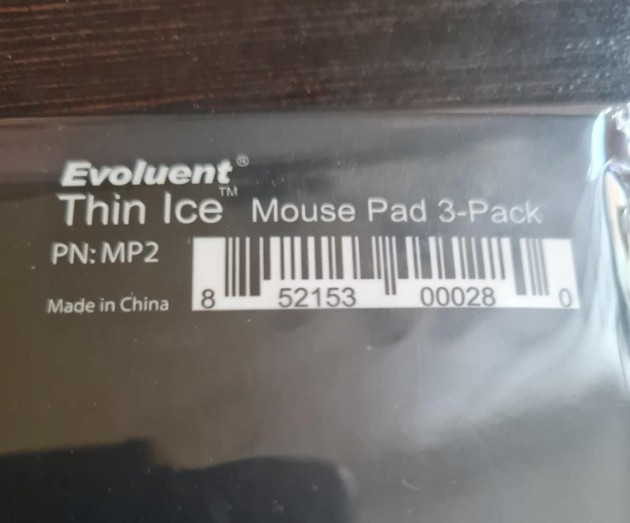 Evoluent®
Thin Ice™ Mouse Pad 3-Pack
PN: MP2
Made in China
8 52153 00028 0